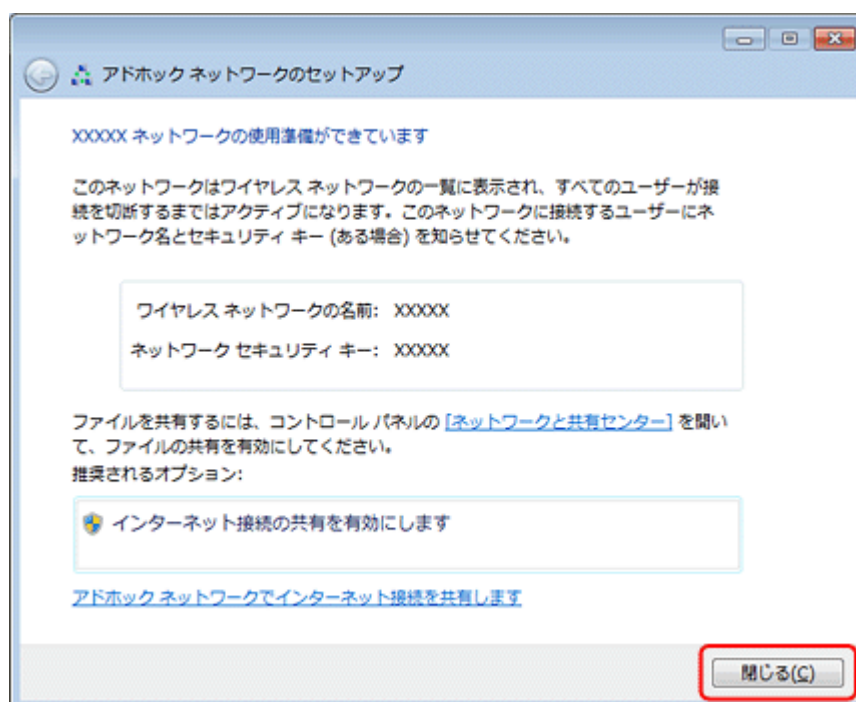 アドホック ネットワークのセットアップ
XXXXX ネットワークの使用準備ができています
このネットワークはワイヤレス ネットワークの一覧に表示され、すべてのユーザーが接
続を切断するまではアクティブになります。このネットワークに接続するユーザーにネ
ットワーク名とセキュリティ キー (ある場合) を知らせてください。
ワイヤレス ネットワークの名前: XXXXX
ネットワーク セキュリティ キー: XXXXX
ファイルを共有するには、コントロール パネルの [ネットワークと共有センター] を開い
て、ファイルの共有を有効にしてください。
推奨されるオプション:
インターネット接続の共有を有効にします
アドホック ネットワークでインターネット接続を共有します
閉じる(C)